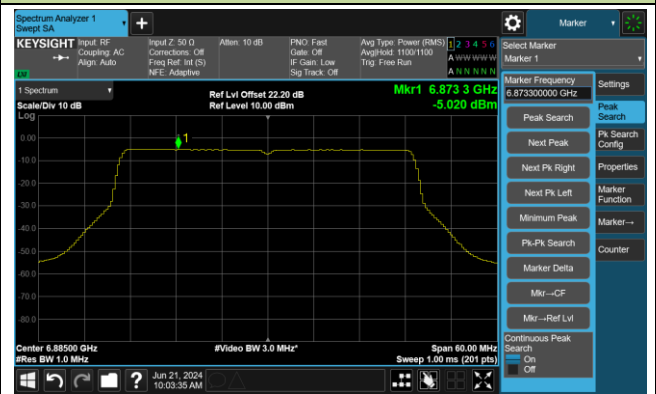 Spectrum Analyzer 1
Swept SA
Marker
KEYSIGHT
Input: RF
Coupling: AC
Align: Auto
Input Z: 50 Ω
Corrections: Off
Freq Ref: Int (S)
NFE: Adaptive
Atten: 10 dB
PNO: Fast
Gate: Off
IF Gain: Low
Sig Track: Off
Avg Type: Power (RMS)
Avg|Hold: 1100/1100
Trig: Free Run
1 2 3 4 5 6
A W W W W W
A N N N N N
Select Marker
Marker 1
Marker Frequency
6.873300000 GHz
Settings
Peak Search
Peak
Search
Next Peak
Pk Search
Config
Next Pk Right
Properties
Next Pk Left
Marker
Function
Minimum Peak
Marker→
Pk-Pk Search
Counter
Marker Delta
Mkr→CF
Mkr→Ref Lvl
Continuous Peak
Search
On
Off
1 Spectrum
Scale/Div 10 dB
Log
Ref Lvl Offset 22.20 dB
Ref Level 10.00 dBm
Mkr1 6.873 3 GHz
-5.020 dBm
1
0.00
-10.0
-20.0
-30.0
-40.0
-50.0
-60.0
-70.0
-80.0
Center 6.88500 GHz
#Res BW 1.0 MHz
#Video BW 3.0 MHz*
Span 60.00 MHz
Sweep 1.00 ms (201 pts)
Jun 21, 2024
10:03:35 AM